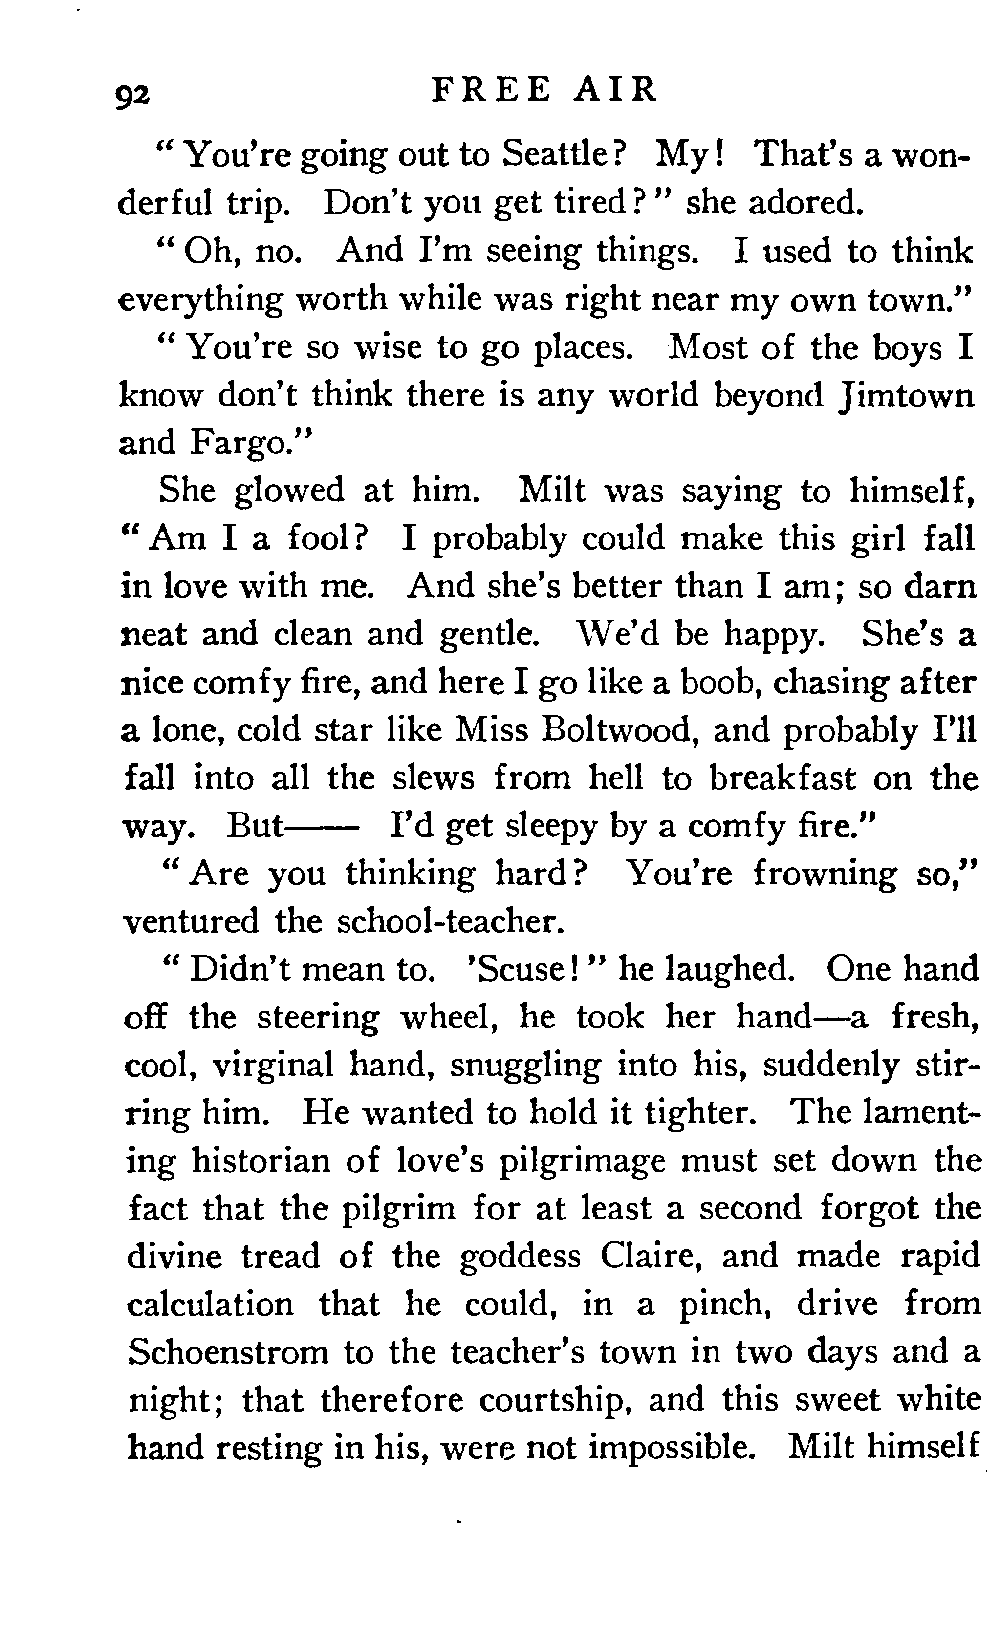 92 FREE AIR
" You're going out to Seattle? My! That's a won-
derful trip. Don't you get tired?" she adored.
" Oh, no. And I'm seeing things. I used to think
everything worth while was right near my own town."
" You're so wise to go places. Most of the boys I
know don't think there is any world beyond Jimtown
and Fargo."
She glowed at him. Milt was saying to himself,
" Am I a fool? I probably could make this girl fall
in love with me. And she's better than I am; so darn
neat and clean and gentle. We'd be happy. She's a
nice comfy fire, and here I go like a boob, chasing after
a lone, cold star like Miss Boltwood, and probably I'll
fall into all the slews from hell to breakfast on the
way. But—— I'd get sleepy by a comfy fire."
" Are you thinking hard? You're frowning so,"
ventured the school-teacher.
" Didn't mean to. 'Scuse!" he laughed. One hand
off the steering wheel, he took her hand—a fresh,
cool, virginal hand, snuggling into his, suddenly stir-
ring him. He wanted to hold it tighter. The lament-
ing historian of love's pilgrimage must set down the
fact that the pilgrim for at least a second forgot the
divine tread of the goddess Claire, and made rapid
calculation that he could, in a pinch, drive from
Schoenstrom to the teacher's town in two days and a
night; that therefore courtship, and this sweet white
hand resting in his, were not impossible. Milt himself